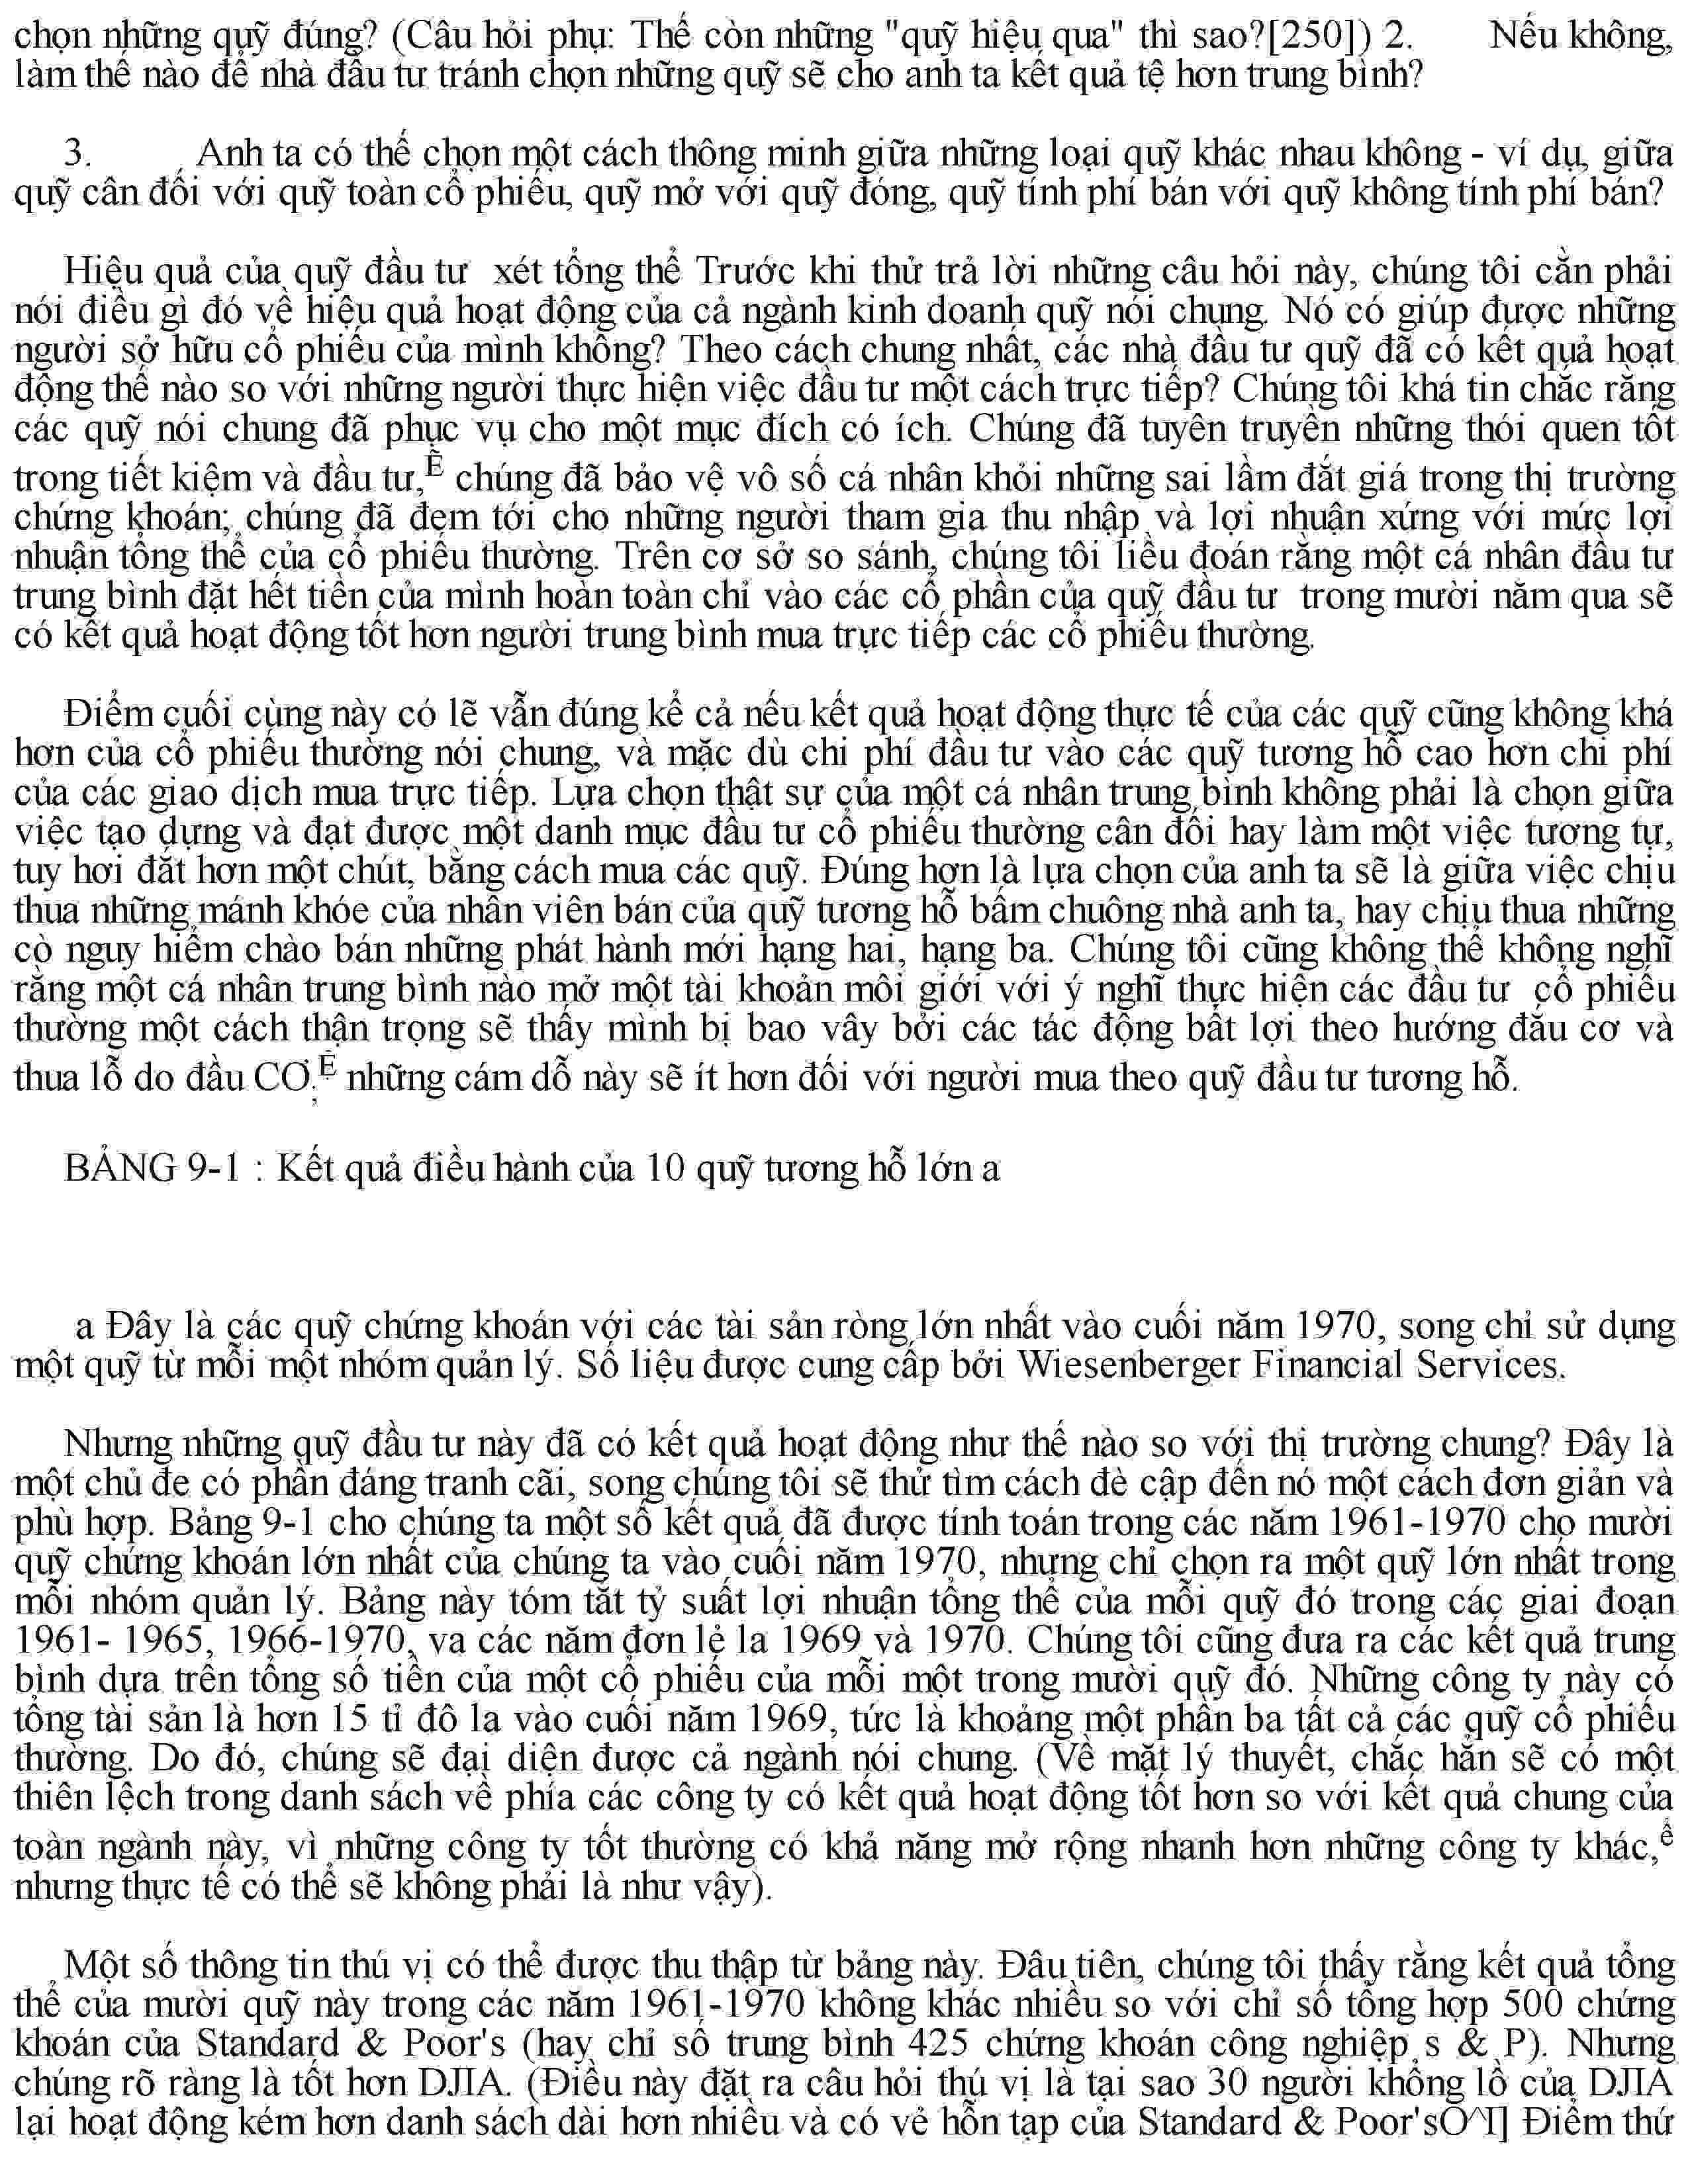 chọn những quỹ đúng? (Câu hỏi phụ: Thế còn những "quỹ hiệu qua" thì sao?[250]) 2. Nếu không,
làm thế nào để nhà đầu tư tránh chọn những quỹ sẽ cho anh ta kết quả tệ hơn trung bình?
3. Anh ta có thể chọn một cách thông minh giữa những loại quỹ khác nhau không - ví dụ, giữa
quỹ cân đối với quỹ toàn cổ phiếu, quỹ mở với quỹ đóng, quỹ tính phí bán với quỹ không tính phí bán?
Hiệu quả của quỹ đầu tư xét tổng thể Trước khi thử trả lời những câu hỏi này, chúng tôi cần phải
nói điều gì đó về hiệu quả hoạt động của cả ngành kinh doanh quỹ nói chung. Nó có giúp được những
người sở hữu cổ phiếu của mình không? Theo cách chung nhất, các nhà đầu tư quỹ đã có kết quả hoạt
động thế nào so với những người thực hiện việc đầu tư một cách trực tiếp? Chúng tôi khá tin chắc rằng
các quỹ nói chung đã phục vụ cho một mục đích có ích. Chúng đã tuyên truyền những thói quen tốt
trong tiết kiệm và đầu tư,Ề chúng đã bảo vệ vô số cá nhân khỏi những sai lầm đắt giá trong thị trường
chứng khoán; chúng đã đem tới cho những người tham gia thu nhập và lợi nhuận xứng với mức lợi
nhuận tổng thể của cổ phiếu thường. Trên cơ sở so sánh, chúng tôi liều đoán rằng một cá nhân đầu tư
trung bình đặt hết tiền của mình hoàn toàn chỉ vào các cổ phần của quỹ đầu tư trong mười năm qua sẽ
có kết quả hoạt động tốt hơn người trung bình mua trực tiếp các cổ phiếu thường.
Điểm cuối cùng này có lẽ vẫn đúng kể cả nếu kết quả hoạt động thực tế của các quỹ cũng không khá
hơn của cổ phiếu thường nói chung, và mặc dù chi phí đầu tư vào các quỹ tương hỗ cao hơn chi phí
của các giao dịch mua trực tiếp. Lựa chọn thật sự của một cá nhân trung bình không phải là chọn giữa
việc tạo dựng và đạt được một danh mục đầu tư cổ phiếu thường cân đối hay làm một việc tương tự,
tuy hơi đắt hơn một chút, bằng cách mua các quỹ. Đúng hơn là lựa chọn của anh ta sẽ là giữa việc chịu
thua những mánh khóe của nhân viên bán của quỹ tương hỗ bấm chuông nhà anh ta, hay chịu thua những
cò nguy hiểm chào bán những phát hành mới hạng hai, hạng ba. Chúng tôi cũng không thể không nghĩ
rằng một cá nhân trung bình nào mở một tài khoản môi giới với ý nghĩ thực hiện các đầu tư cổ phiếu
thường một cách thận trọng sẽ thấy mình bị bao vây bởi các tác động bất lợi theo hướng đầu cơ và
thua lỗ do đầu CƠ; những cám dỗ này sẽ ít hơn đối với người mua theo quỹ đầu tư tương hỗ.
BẢNG 9-1 : Kết quả điều hành của 10 quỹ tương hỗ lớn a
a Đây là các quỹ chứng khoán với các tài sản ròng lớn nhất vào cuối năm 1970, song chỉ sử dụng
một quỹ từ mỗi một nhóm quản lý. Số liệu được cung cấp bởi Wiesenberger Financial Services.
Nhưng những quỹ đầu tư này đã có kết quả hoạt động như thế nào so với thị trường chung? Đây là
một chủ đe có phần đáng tranh cãi, song chúng tôi sẽ thử tìm cách đè cập đến nó một cách đơn giản và
phù hợp. Bảng 9-1 cho chúng ta một số kết quả đã được tính toán trong các năm 1961-1970 cho mười
quỹ chứng khoán lớn nhất của chúng ta vào cuối năm 1970, nhưng chỉ chọn ra một quỹ lớn nhất trong
mỗi nhóm quản lý. Bảng này tóm tắt tỷ suất lợi nhuận tổng thể của mỗi quỹ đó trong các giai đoạn
1961- 1965, 1966-1970, va các năm đơn lẻ la 1969 và 1970. Chúng tôi cũng đưa ra các kết quả trung
bình dựa trên tổng số tiền của một cổ phiếu của mỗi một trong mười quỹ đó. Những công ty này có
tổng tài sản là hơn 15 tỉ đô la vào cuối năm 1969, tức là khoảng một phần ba tất cả các quỹ cổ phiếu
thường. Do đó, chúng sẽ đại diện được cả ngành nói chung. (Về mặt lý thuyết, chắc hẳn sẽ có một
thiên lệch trong danh sách về phía các công ty có kết quả hoạt động tốt hơn so với kết quả chung của
toàn ngành này, vì những công ty tốt thường có khả năng mở rộng nhanh hơn những công ty khác,ề
nhưng thực tế có thể sẽ không phải là như vậy).
Một số thông tin thú vị có thể được thu thập từ bảng này. Đâu tiên, chúng tôi thấy rằng kết quả tổng
thể của mười quỹ này trong các năm 1961-1970 không khác nhiều so với chỉ số tổng hợp 500 chứng
khoán của Standard & Poor's (hay chỉ số trung bình 425 chứng khoán công nghiệp s & P). Nhưng
chúng rõ ràng là tốt hơn DJIA. (Điều này đặt ra câu hỏi thú vị là tại sao 30 người khổng lồ của DJIA
lại hoạt động kém hơn danh sách dài hơn nhiều và có vẻ hỗn tạp của Standard & Poor'sO^I] Điểm thứ